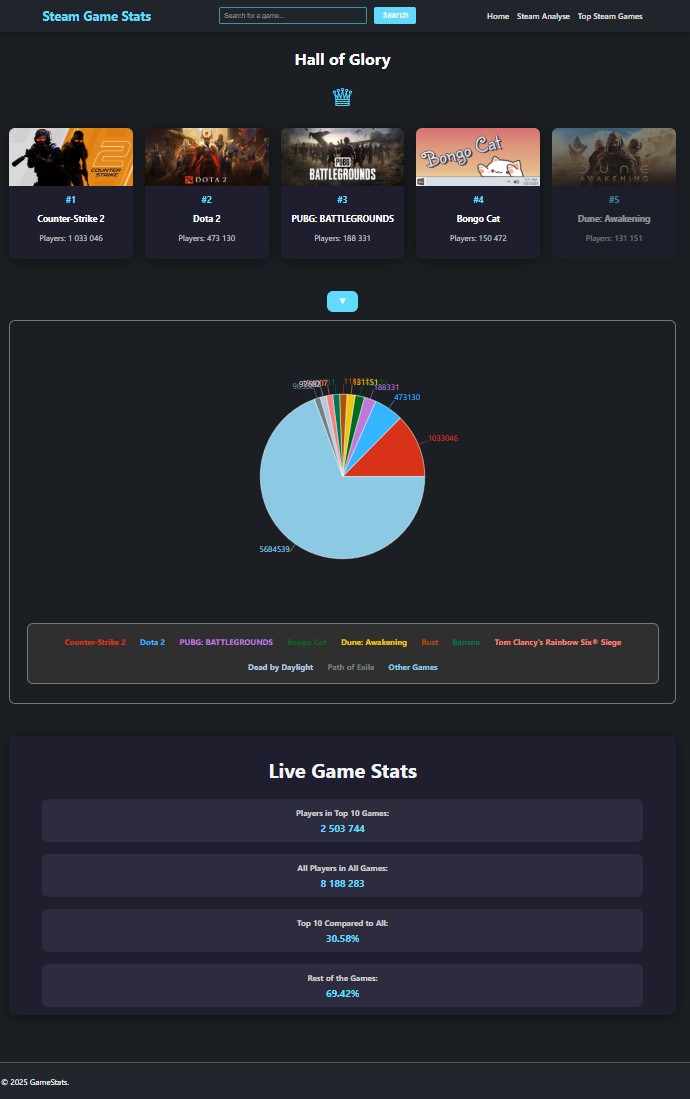 Steam Game Stats
Search for a game...
Search
Home Steam Analyse Top Steam Games
Hall of Glory
2
COUNTER STRIKE
DOTA 2
PUBG:
BATTLEGROUNDS
Bongo Cat
DUNE
AWAKENING
#1
Counter-Strike 2
Players: 1 033 046
#2
Dota 2
Players: 473 130
#3
PUBG: BATTLEGROUNDS
Players: 188 331
#4
Bongo Cat
Players: 150 472
#5
Dune: Awakening
Players: 131 151
131151
188331
473130
1033046
5684539
Counter-Strike 2 Dota 2 PUBG: BATTLEGROUNDS Bongo Cat Dune: Awakening Rust Banana Tom Clancy's Rainbow Six® Siege
Dead by Daylight Path of Exile Other Games
Live Game Stats
Players in Top 10 Games:
2 503 744
All Players in All Games:
8 188 283
Top 10 Compared to All:
30.58%
Rest of the Games:
69.42%
© 2025 GameStats.